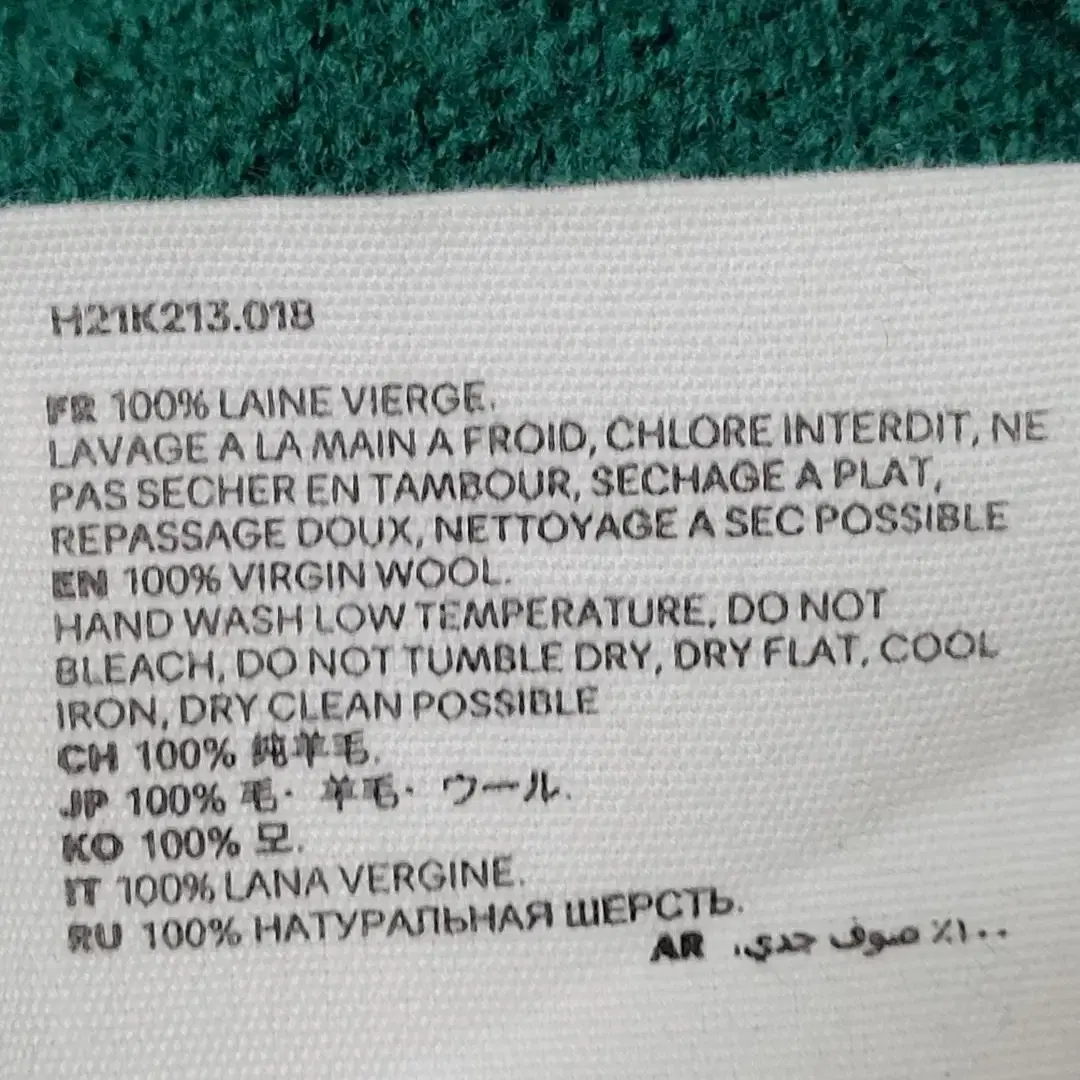 H21K213.018
FR 100% LAINE VIERGE.
LAVAGE A LA MAIN A FROID, CHLORE INTERDIT, NE
PAS SECHER EN TAMBOUR, SECHAGE A PLAT,
REPASSAGE DOUX, NETTOYAGE A SEC POSSIBLE
EN 100% VIRGIN WOOL.
HAND WASH LOW TEMPERATURE, DO NOT
BLEACH, DO NOT TUMBLE DRY, DRY FLAT, COOL
IRON, DRY CLEAN POSSIBLE
CH 100% 纯羊毛.
JP 100% 毛· 羊毛· ウール.
KO 100% 모.
IT 100% LANA VERGINE.
RU 100% НАТУРАЛЬНАЯ ШЕРСТЬ.
AR ١٠٠٪ صوف جدي.